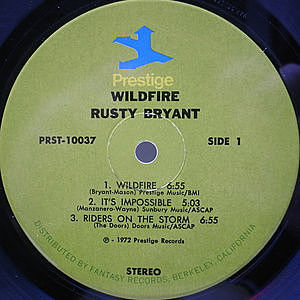 Prestige
WILDFIRE
RUSTY BRYANT
PRST-10037 SIDE 1
1. WILDFIRE 6:55
(Bryant-Mason) Prestige Music/BMI
2. IT'S IMPOSSIBLE 5:03
(Manzanero-Wayne) Sunbury Music/ASCAP
3. RIDERS ON THE STORM 6:55
(The Doors) Doors Music/ASCAP
℗ - 1972 Prestige Records
STEREO
DISTRIBUTED BY FANTASY RECORDS, BERKELEY, CALIFORNIA